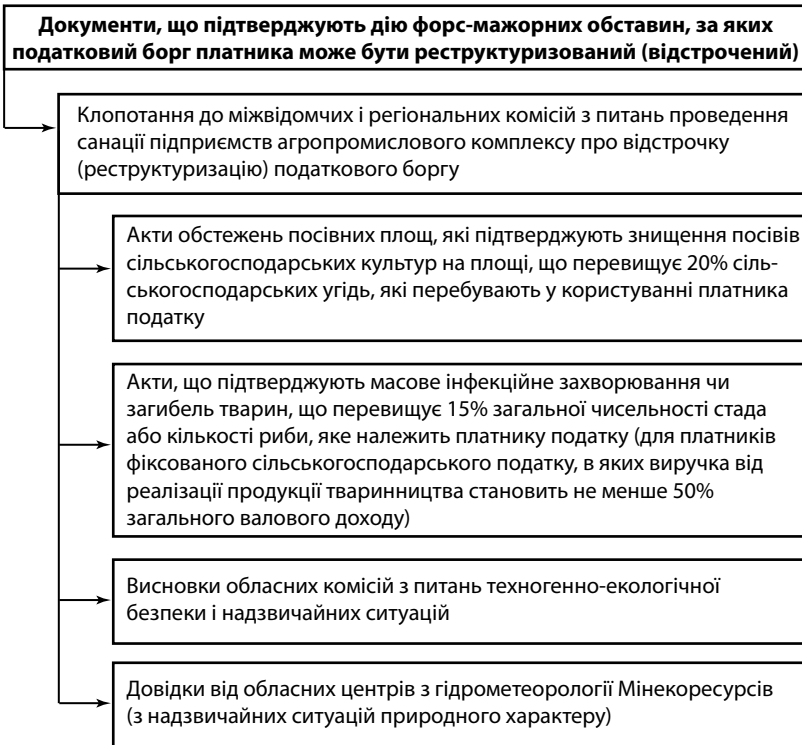 Документи, що підтверджують дію форс-мажорних обставин, за яких
податковий борг платника може бути реструктуризований (відстрочений)
Клопотання до міжвідомчих і регіональних комісій з питань проведення
санації підприємств агропромислового комплексу про відстрочку
(реструктуризацію) податкового боргу
Акти обстежень посівних площ, які підтверджують знищення посівів
сільськогосподарських культур на площі, що перевищує 20% сіль-
ськогосподарських угідь, які перебувають у користуванні платника
податку
Акти, що підтверджують масове інфекційне захворювання чи
загибель тварин, що перевищує 15% загальної чисельності стада
або кількості риби, яке належить платнику податку (для платників
фіксованого сільськогосподарського податку, в яких виручка від
реалізації продукції тваринництва становить не менше 50%
загального валового доходу)
Висновки обласних комісій з питань техногенно-екологічної
безпеки і надзвичайних ситуацій
Довідки від обласних центрів з гідрометеорології Мінекоресурсів
(з надзвичайних ситуацій природного характеру)